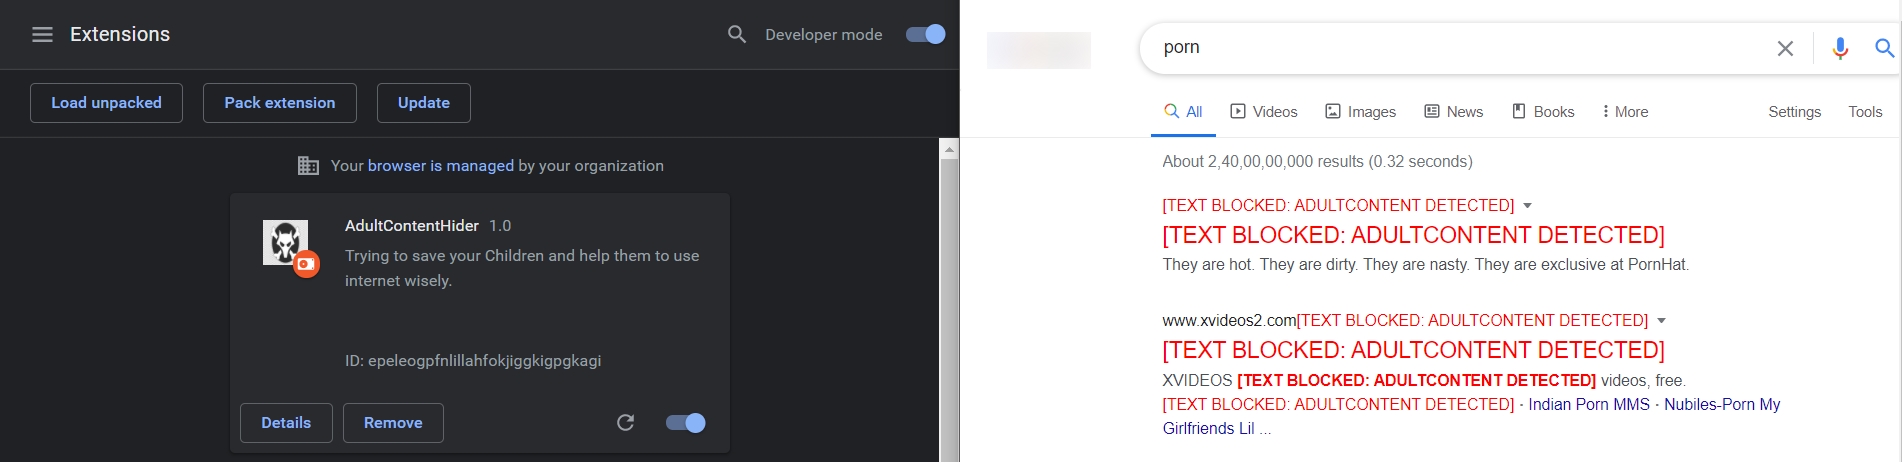 Extensions
Developer mode
Load unpacked
Pack extension
Update
Your browser is managed by your organization
AdultContentHider 1.0
Trying to save your Children and help them to use
internet wisely.
ID: epeleogpfnlillahfokjiggkigpgkagi
Details
Remove
porn
All
Videos
Images
News
Books
More
Settings
Tools
About 2,40,00,00,000 results (0.32 seconds)
[TEXT BLOCKED: ADULTCONTENT DETECTED]
[TEXT BLOCKED: ADULTCONTENT DETECTED]
They are hot. They are dirty. They are nasty. They are exclusive at PornHat.
www.xvideos2.com[TEXT BLOCKED: ADULTCONTENT DETECTED]
[TEXT BLOCKED: ADULTCONTENT DETECTED]
XVIDEOS [TEXT BLOCKED: ADULTCONTENT DETECTED] videos, free.
[TEXT BLOCKED: ADULTCONTENT DETECTED] · Indian Porn MMS · Nubiles-Porn My
Girlfriends Lil ...